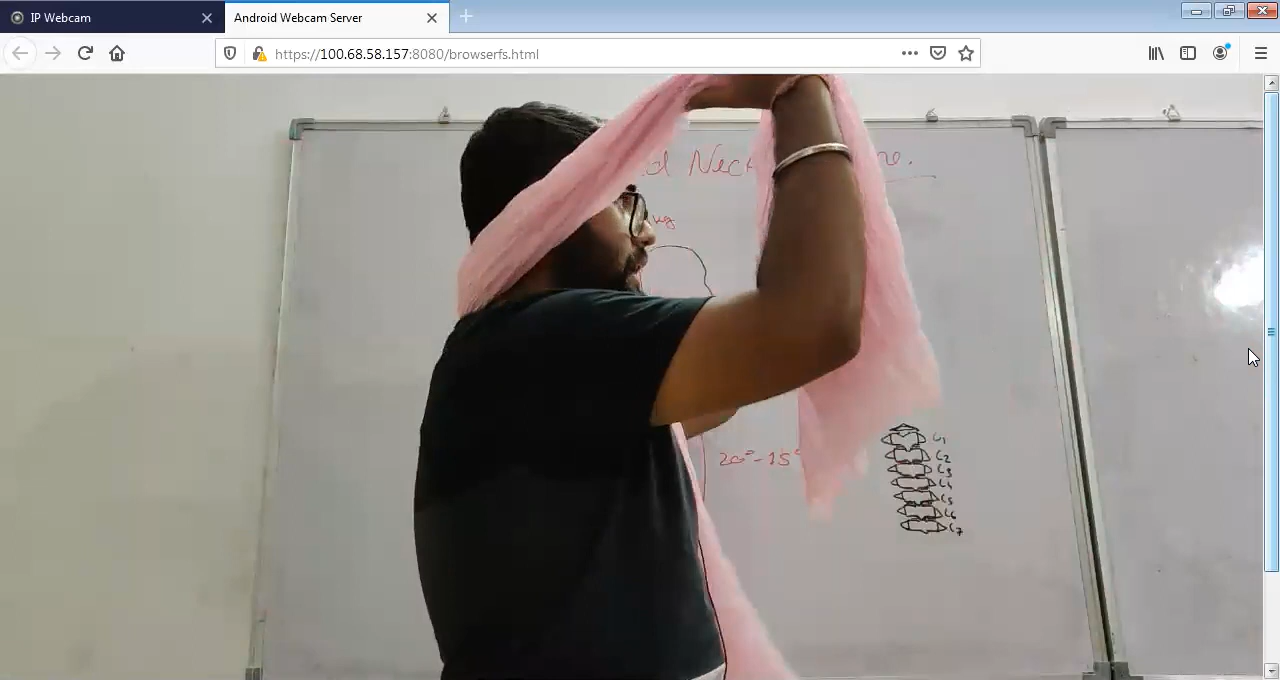 IP Webcam
Android Webcam Server
https://100.68.58.157:8080/browserfs.html
Neck
20°-15°
C1
C2
C3
C4
C5
C6
C7